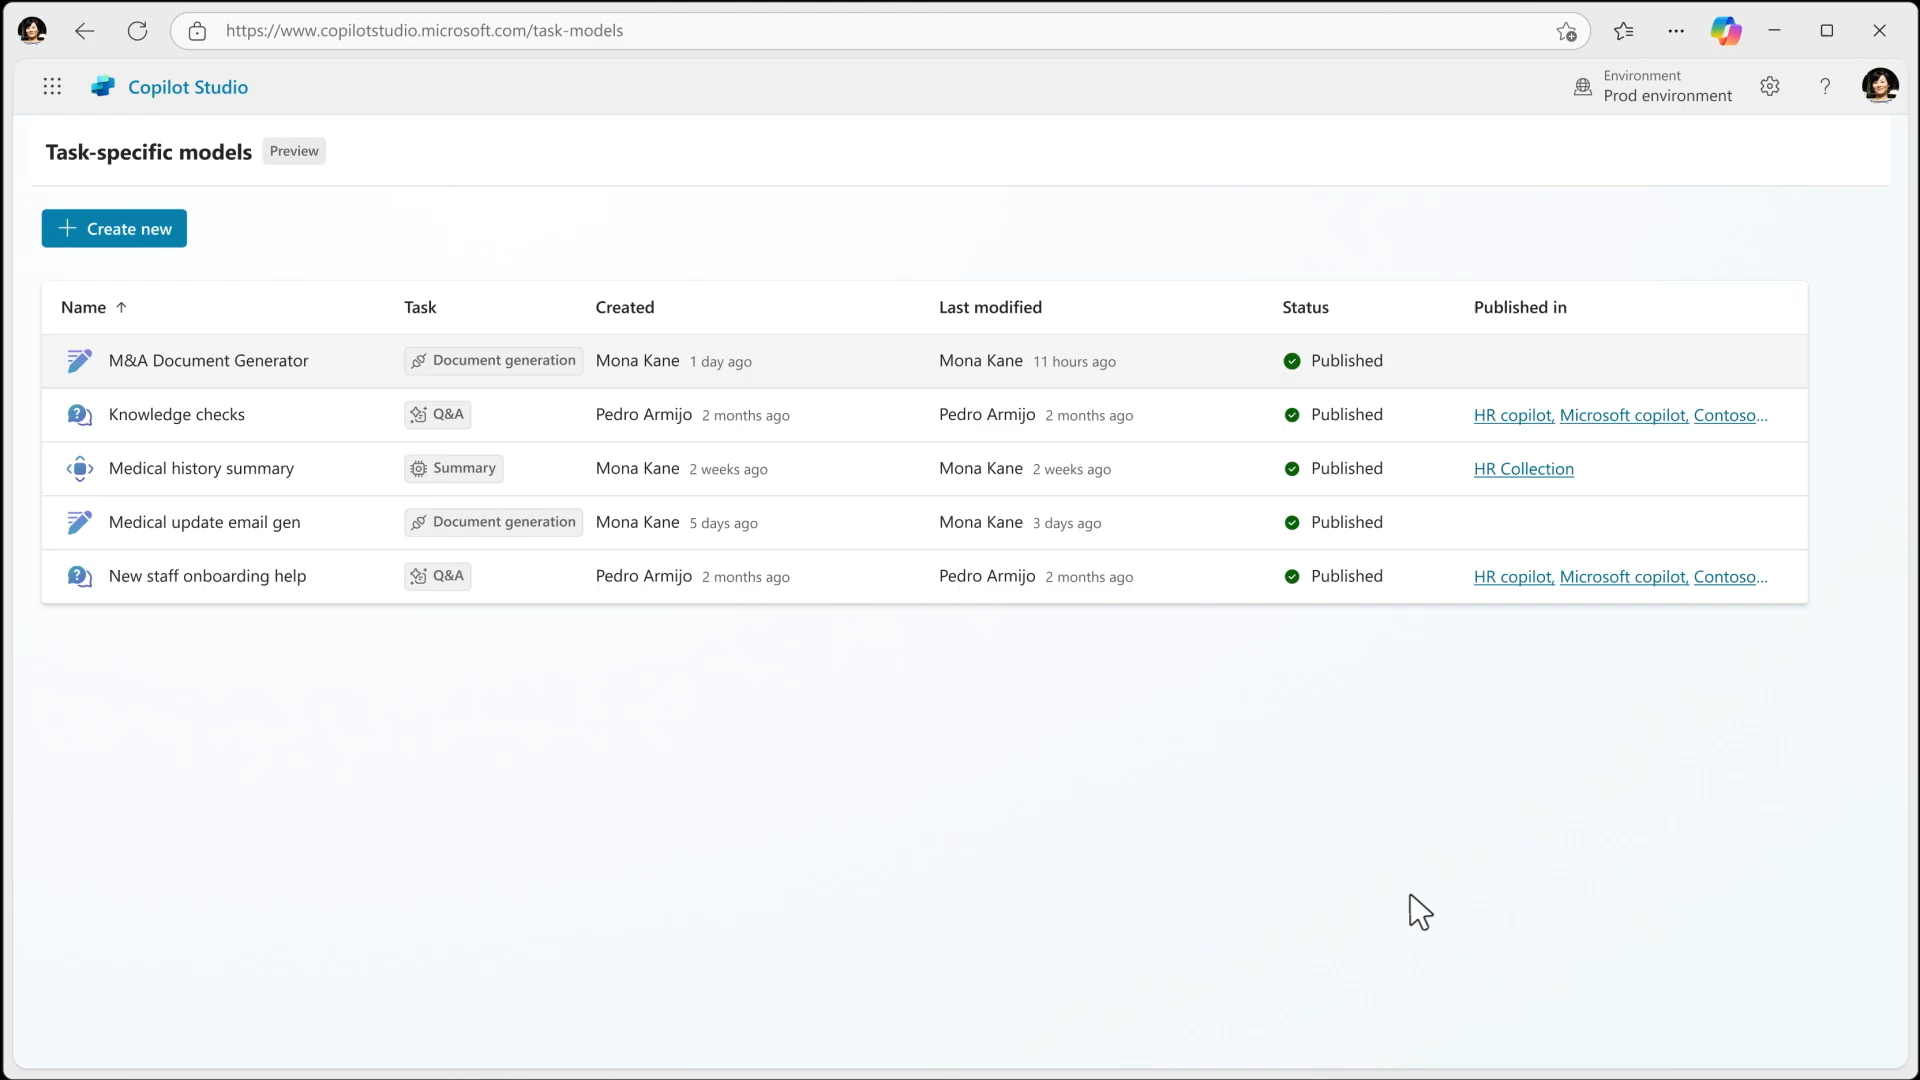 https://www.copilotstudio.microsoft.com/task-models
Copilot Studio
Environment
Prod environment
Task-specific models Preview
Create new
Name Task Created Last modified Status Published in
M&A Document Generator Document generation Mona Kane 1 day ago Mona Kane 11 hours ago Published
Knowledge checks Q&A Pedro Armijo 2 months ago Pedro Armijo 2 months ago Published HR copilot, Microsoft copilot, Contoso...
Medical history summary Summary Mona Kane 2 weeks ago Mona Kane 2 weeks ago Published HR Collection
Medical update email gen Document generation Mona Kane 5 days ago Mona Kane 3 days ago Published
New staff onboarding help Q&A Pedro Armijo 2 months ago Pedro Armijo 2 months ago Published HR copilot, Microsoft copilot, Contoso...